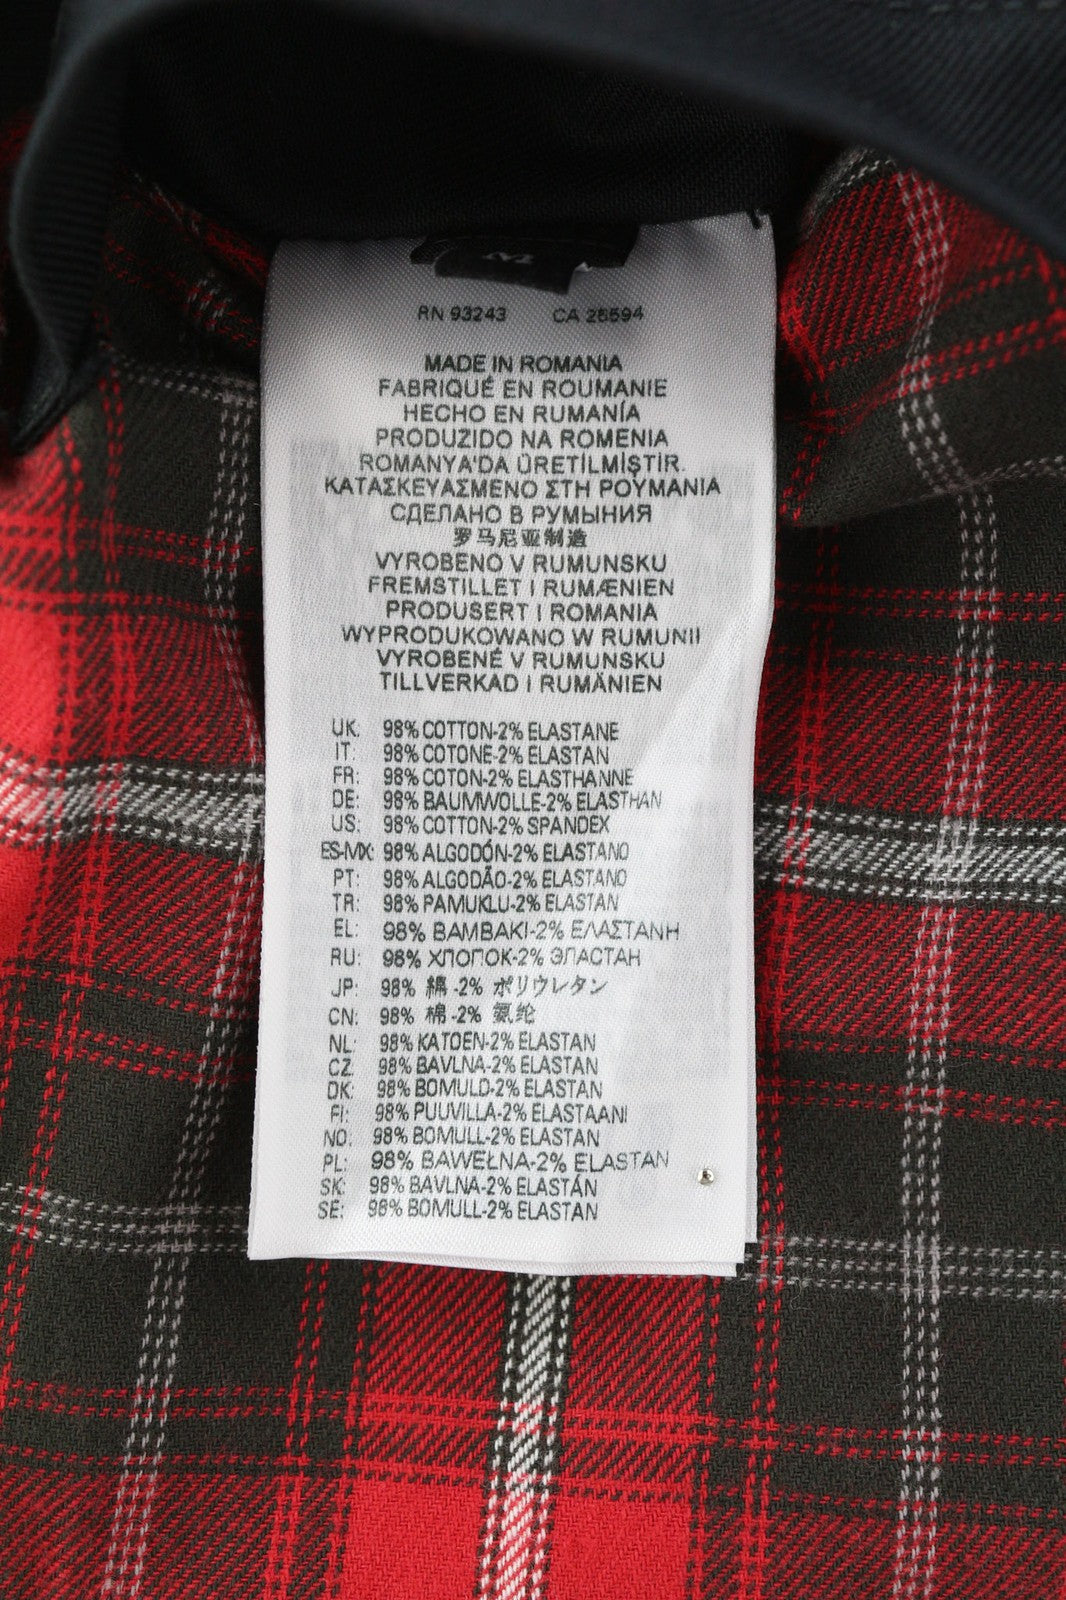 RN 93243 CA 28594
MADE IN ROMANIA
FABRIQUÉ EN ROUMANIE
HECHO EN RUMANÍA
PRODUZIDO NA ROMENIA
ROMANYA'DA ÜRETİLMİŞTİR.
ΚΑΤΑΣΚΕΥΑΣΜΕΝΟ ΣΤΗ ΡΟΥΜΑΝΙΑ
СДЕЛАНО В РУМЫНИЯ
罗马尼亚制造
VYROBENO V RUMUNSKU
FREMSTILLET I RUMÆNIEN
PRODUSERT I ROMANIA
WYPRODUKOWANO W RUMUNII
VYROBENÉ V RUMUNSKU
TILLVERKAD I RUMÄNIEN
UK: 98% COTTON-2% ELASTANE
IT: 98% COTONE-2% ELASTAN
FR: 98% COTON-2% ELASTHANNE
DE: 98% BAUMWOLLE-2% ELASTHAN
US: 98% COTTON-2% SPANDEX
ES-MX: 98% ALGODÓN-2% ELASTANO
PT: 98% ALGODÃO-2% ELASTANO
TR: 98% PAMUKLU-2% ELASTAN
EL: 98% ΒΑΜΒΑΚΙ-2% ΕΛΑΣΤΑΝΗ
RU: 98% ХЛОПОК-2% ЭЛАСТАН
JP: 98% 綿 -2% ポリウレタン
CN: 98% 棉 -2% 氨纶
NL: 98% KATOEN-2% ELASTAN
CZ: 98% BAVLNA-2% ELASTAN
DK: 98% BOMULD-2% ELASTAN
FI: 98% PUUVILLA-2% ELASTAANI
NO: 98% BOMULL-2% ELASTAN
PL: 98% BAWEŁNA-2% ELASTAN
SK: 98% BAVLNA-2% ELASTÁN
SE: 98% BOMULL-2% ELASTAN